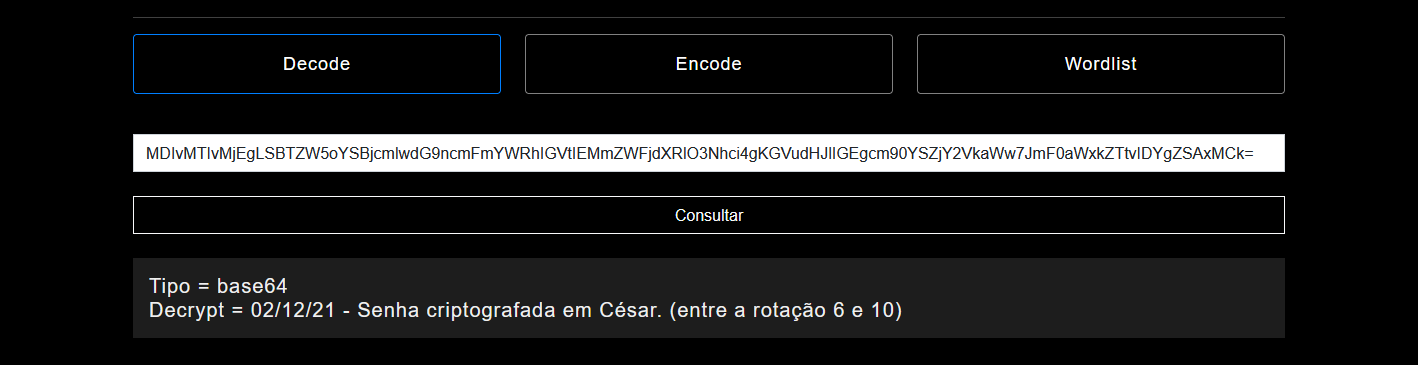 Decode
Encode
Wordlist
MDIvMTIvMjEgLSBTZW5oYSBjcmlwdG9ncmFmYWRhIGVtIEMmZWFjdXRlO3Nhci4gKGVudHJlIGEgcm90YSZjY2VkaWw7JmF0aWxkZTtvIDYgZSAxMCk=
Consultar
Tipo = base64
Decrypt = 02/12/21 - Senha criptografada em César. (entre a rotação 6 e 10)